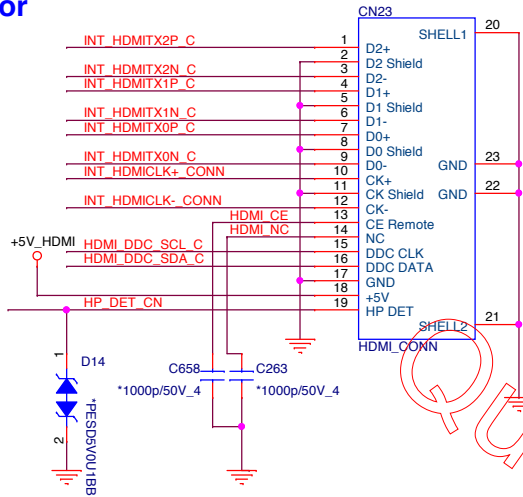 or
CN23
INT_HDMITX2P_C 1 D2+ SHELL1 20
2 D2 Shield
INT_HDMITX2N_C 3 D2-
INT_HDMITX1P_C 4 D1+
5 D1 Shield
INT_HDMITX1N_C 6 D1-
INT_HDMITX0P_C 7 D0+
8 D0 Shield
INT_HDMITX0N_C 9 D0- GND 23
INT_HDMICLK+_CONN 10 CK+
11 CK Shield GND 22
INT_HDMICLK-_CONN 12 CK-
HDMI_CE 13 CE Remote
HDMI_NC 14 NC
+5V_HDMI HDMI_DDC_SCL_C 15 DDC CLK
HDMI_DDC_SDA_C 16 DDC DATA
17 GND
18 +5V
HP_DET_CN 19 HP DET
SHELL2 21
HDMI_CONN
1 D14
C658 C263
*1000p/50V_4 *1000p/50V_4
*PESD5V0U1BB
2
Qu